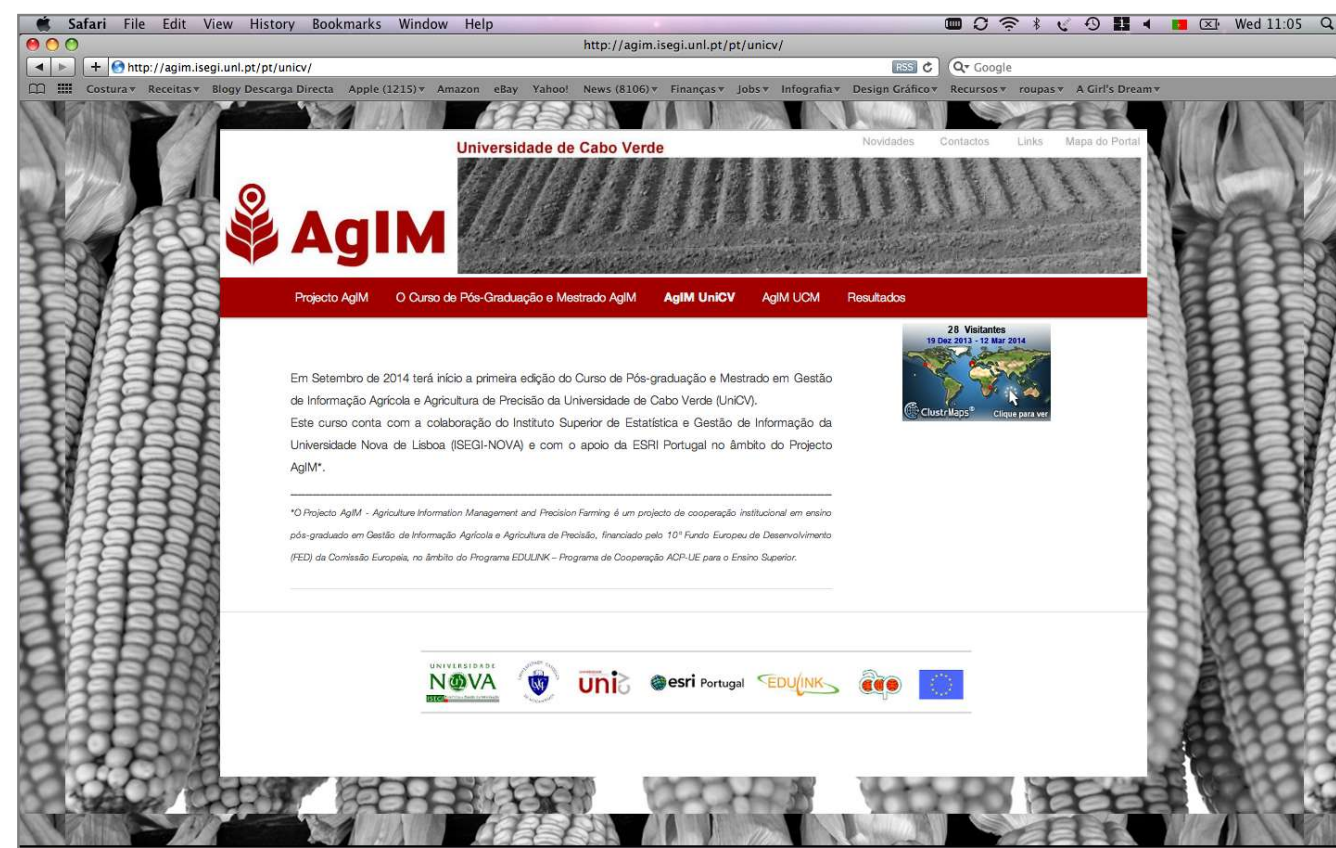 Safari File Edit View History Bookmarks Window Help Wed 11:05
http://agim.isegi.unl.pt/pt/unicv/
http://agim.isegi.unl.pt/pt/unicv/ RSS Google
Costura Receitas Blogy Descarga Directa Apple (1215) Amazon eBay Yahoo! News (8106) Finanças Jobs Infografia Design Gráfico Recursos roupas A Girl's Dream
Novidades Contactos Links Mapa do Portal
Universidade de Cabo Verde
AgIM
Projecto AgIM O Curso de Pós-Graduação e Mestrado AgIM AgIM UniCV AgIM UCM Resultados
28 Visitantes
19 Dez 2013 - 12 Mar 2014
ClustrMaps® Clique para ver
Em Setembro de 2014 terá início a primeira edição do Curso de Pós-graduação e Mestrado em Gestão
de Informação Agrícola e Agricultura de Precisão da Universidade de Cabo Verde (UniCV).
Este curso conta com a colaboração do Instituto Superior de Estatística e Gestão de Informação da
Universidade Nova de Lisboa (ISEGI-NOVA) e com o apoio da ESRI Portugal no âmbito do Projecto
AgIM*.
*O Projecto AgIM - Agriculture Information Management and Precision Farming é um projecto de cooperação institucional em ensino
pós-graduado em Gestão de Informação Agrícola e Agricultura de Precisão, financiado pelo 10º Fundo Europeu de Desenvolvimento
(FED) da Comissão Europeia, no âmbito do Programa EDULINK – Programa de Cooperação ACP-UE para o Ensino Superior.
UNIVERSIDADE
NOVA
ISEGI
esri Portugal
EDULINK
acp